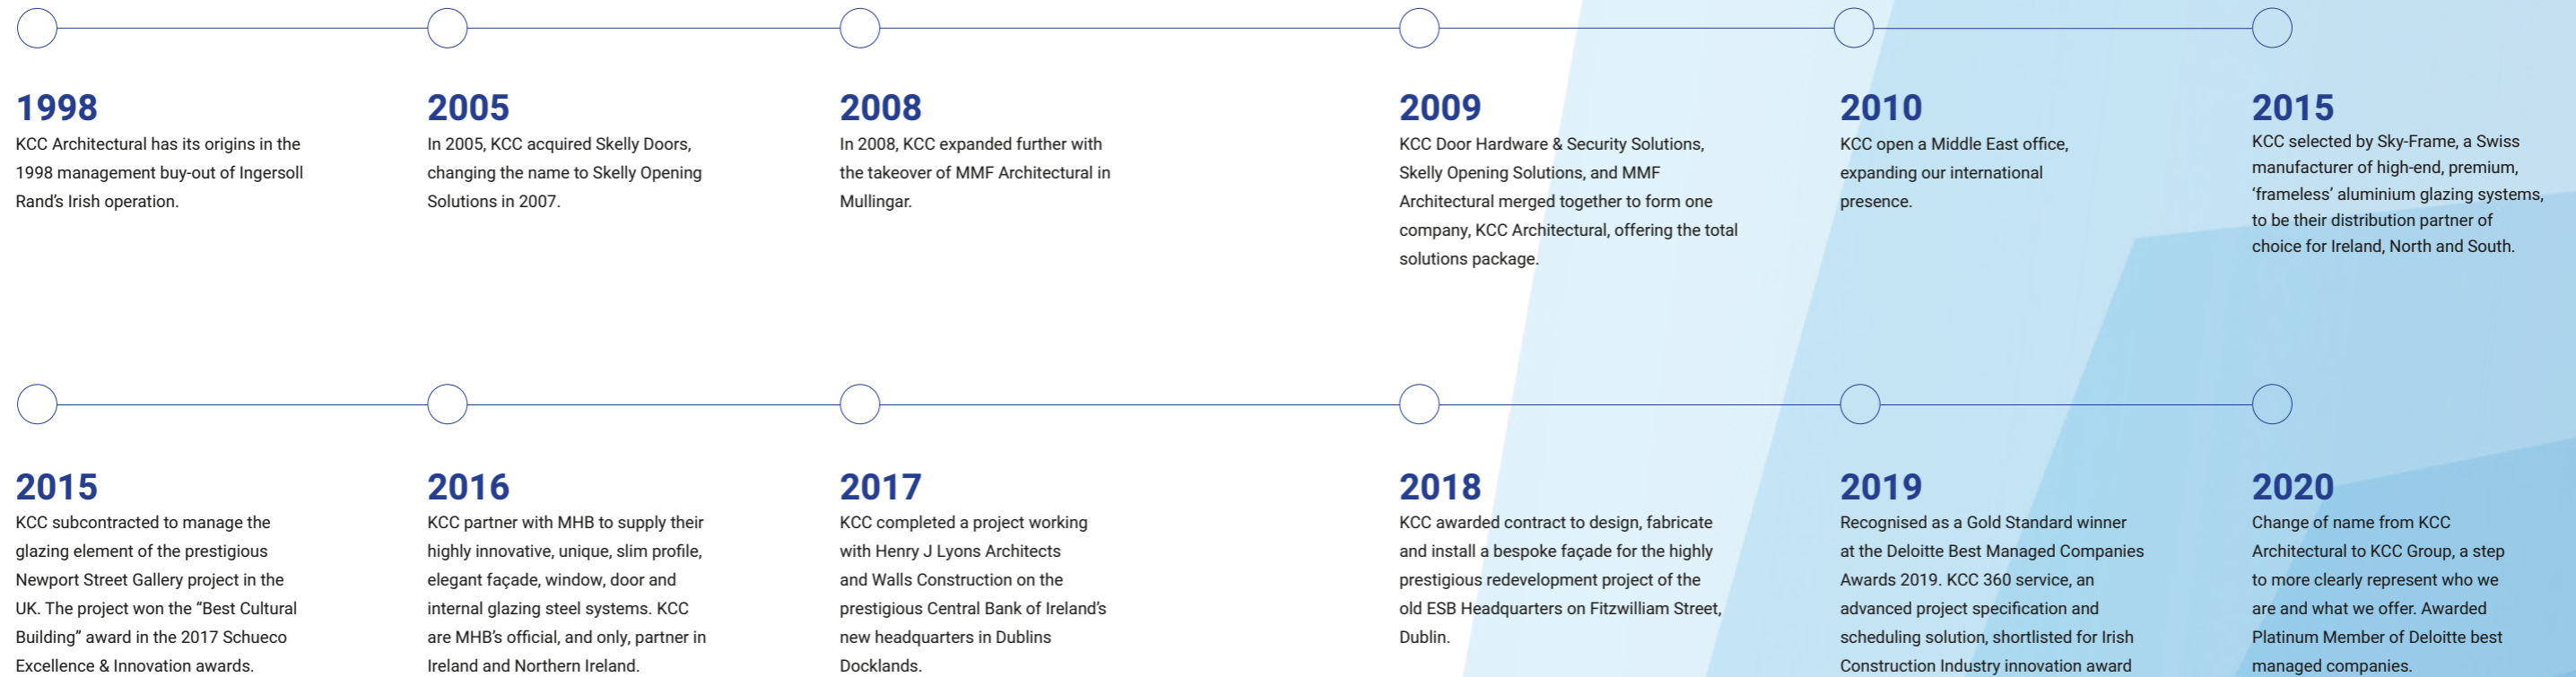 1998
KCC Architectural has its origins in the
1998 management buy-out of Ingersoll
Rand's Irish operation.
2005
In 2005, KCC acquired Skelly Doors,
changing the name to Skelly Opening
Solutions in 2007.
2008
In 2008, KCC expanded further with
the takeover of MMF Architectural in
Mullingar.
2009
KCC Door Hardware & Security Solutions,
Skelly Opening Solutions, and MMF
Architectural merged together to form one
company, KCC Architectural, offering the total
solutions package.
2010
KCC open a Middle East office,
expanding our international
presence.
2015
KCC selected by Sky-Frame, a Swiss
manufacturer of high-end, premium,
‘frameless’ aluminium glazing systems,
to be their distribution partner of
choice for Ireland, North and South.
2015
KCC subcontracted to manage the
glazing element of the prestigious
Newport Street Gallery project in the
UK. The project won the “Best Cultural
Building” award in the 2017 Schueco
Excellence & Innovation awards.
2016
KCC partner with MHB to supply their
highly innovative, unique, slim profile,
elegant façade, window, door and
internal glazing steel systems. KCC
are MHB's official, and only, partner in
Ireland and Northern Ireland.
2017
KCC completed a project working
with Henry J Lyons Architects
and Walls Construction on the
prestigious Central Bank of Ireland's
new headquarters in Dublins
Docklands.
2018
KCC awarded contract to design, fabricate
and install a bespoke façade for the highly
prestigious redevelopment project of the
old ESB Headquarters on Fitzwilliam Street,
Dublin.
2019
Recognised as a Gold Standard winner
at the Deloitte Best Managed Companies
Awards 2019. KCC 360 service, an
advanced project specification and
scheduling solution, shortlisted for Irish
Construction Industry innovation award
2020
Change of name from KCC
Architectural to KCC Group, a step
to more clearly represent who we
are and what we offer. Awarded
Platinum Member of Deloitte best
managed companies.